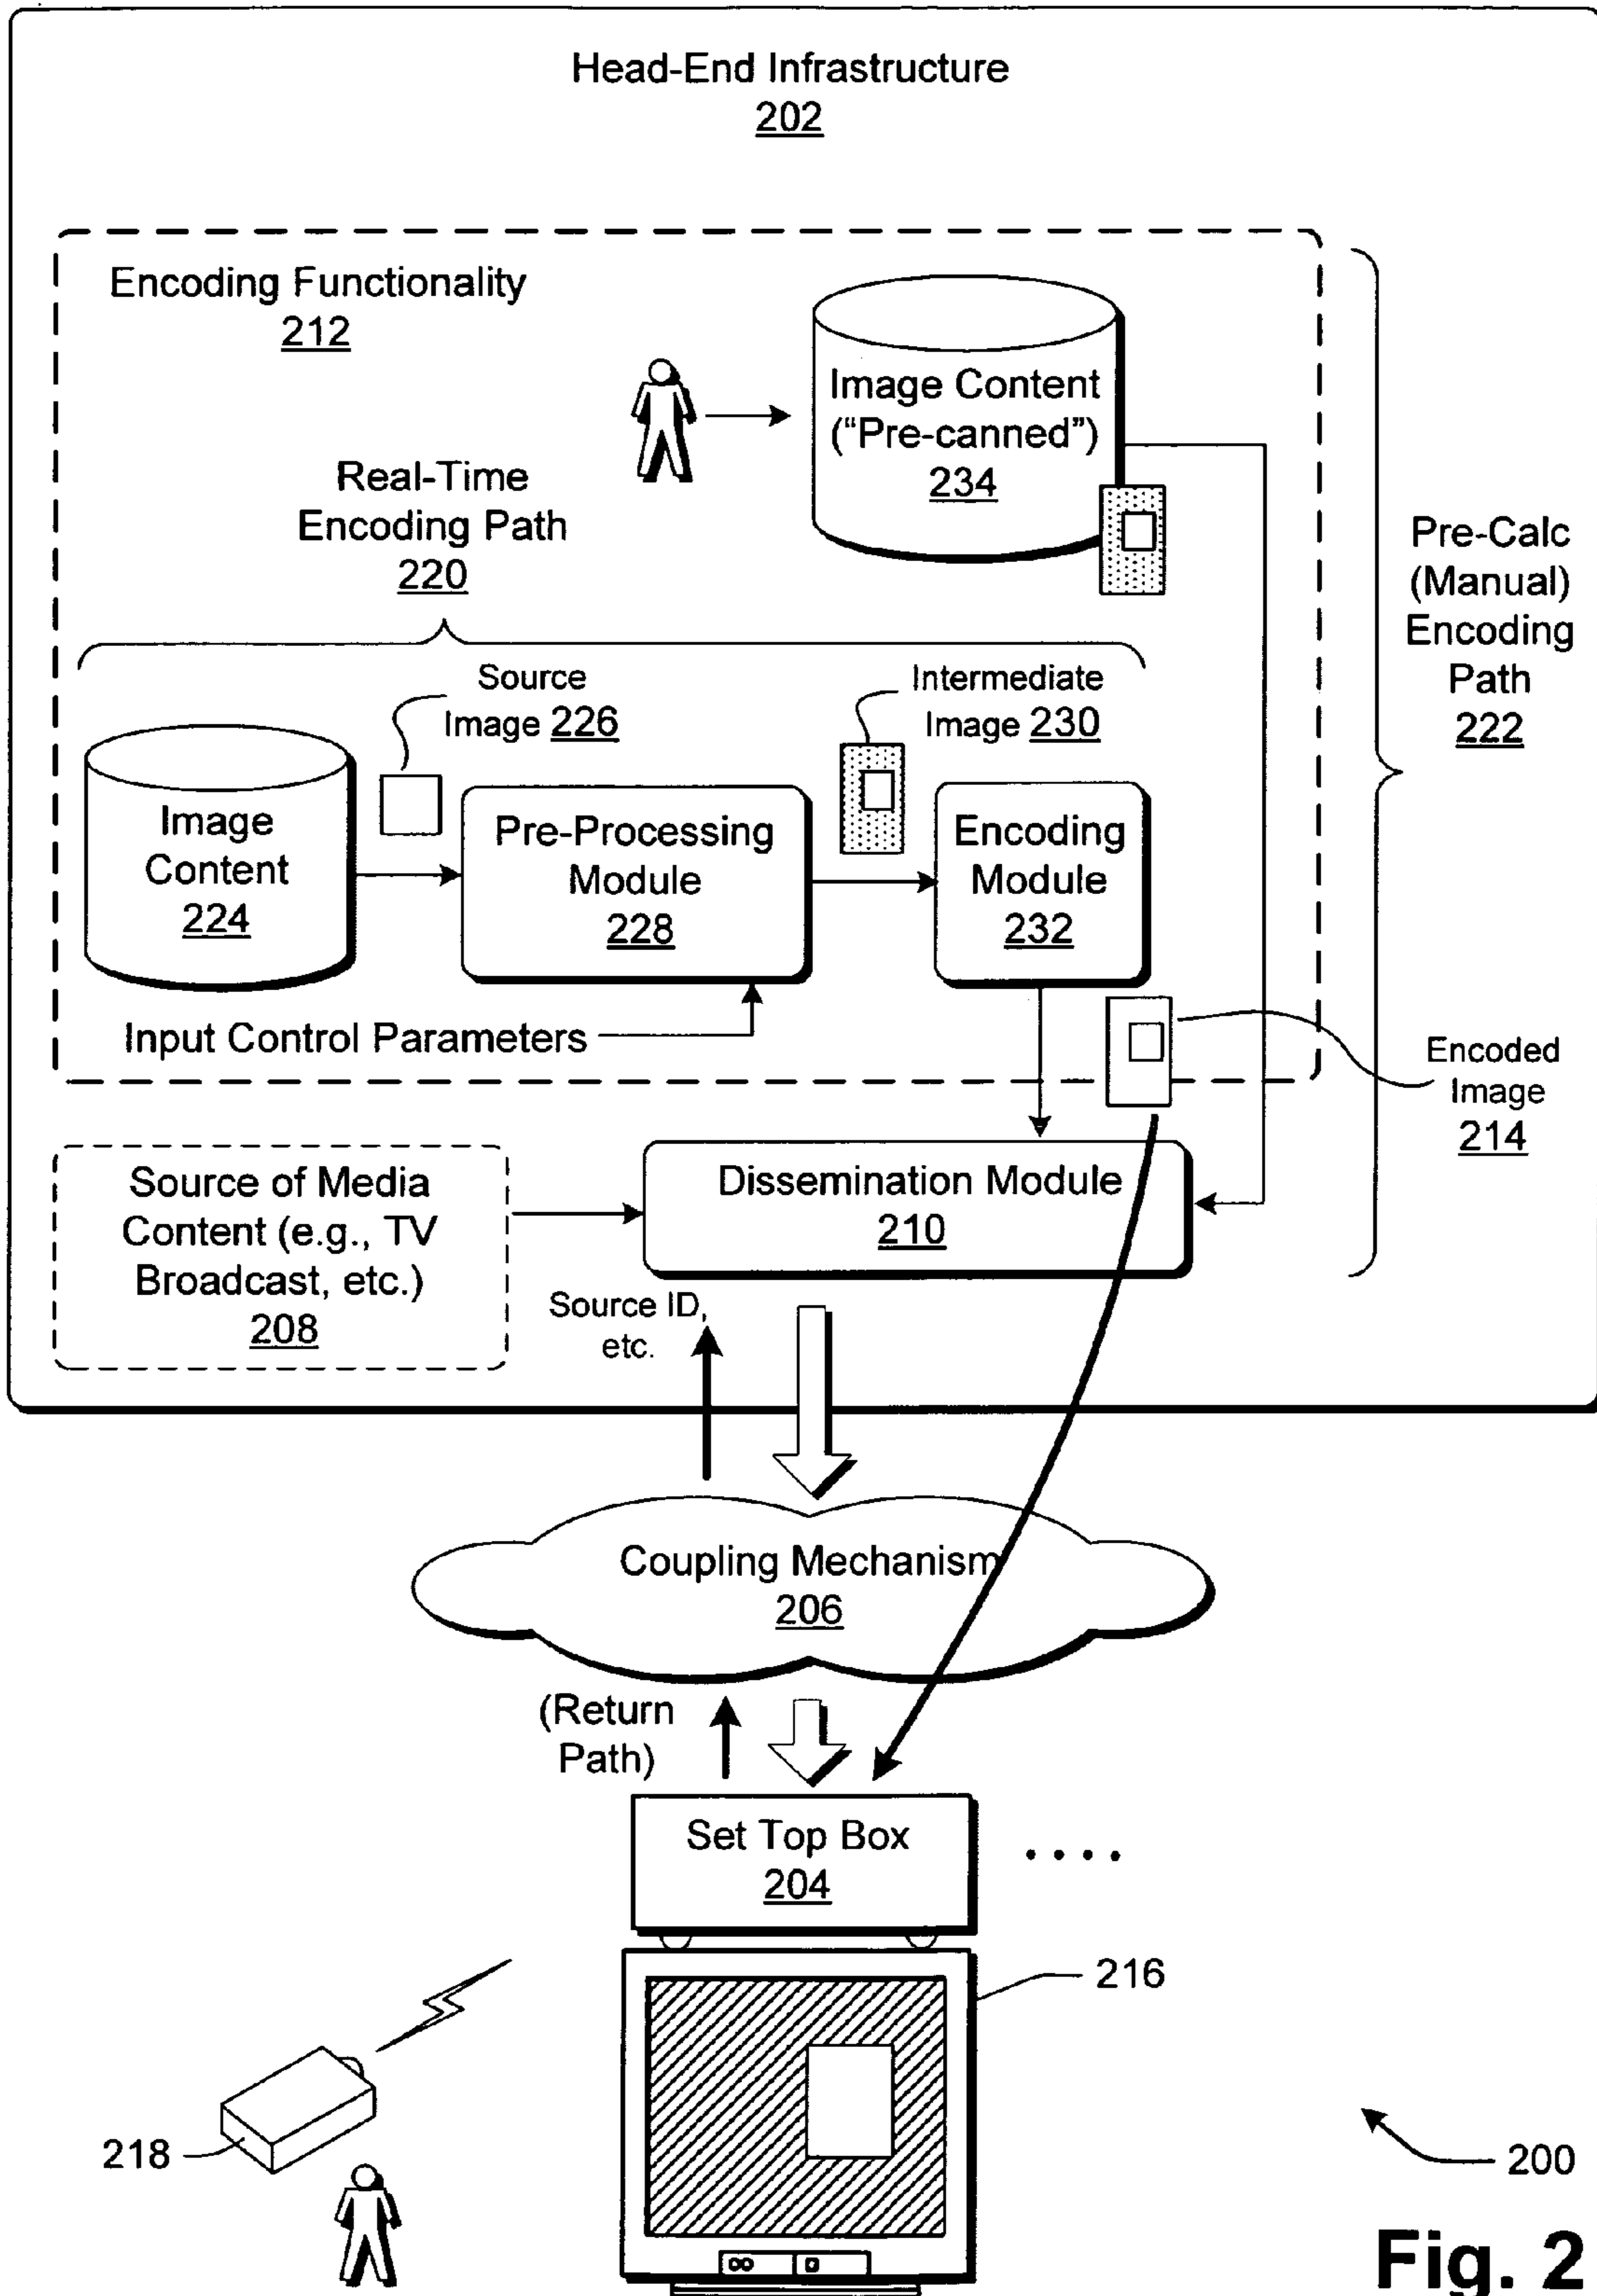 Head-End Infrastructure
202
Encoding Functionality
212
Image Content
(“Pre-canned”)
234
Real-Time
Encoding Path
220
Pre-Calc
(Manual)
Encoding
Path
222
Source
Image 226
Intermediate
Image 230
Image
Content
224
Pre-Processing
Module
228
Encoding
Module
232
Input Control Parameters
Encoded
Image
214
Source of Media
Content (e.g., TV
Broadcast, etc.)
208
Dissemination Module
210
Source ID,
etc.
Coupling Mechanism
206
(Return
Path)
Set Top Box
204
216
218
200
Fig. 2